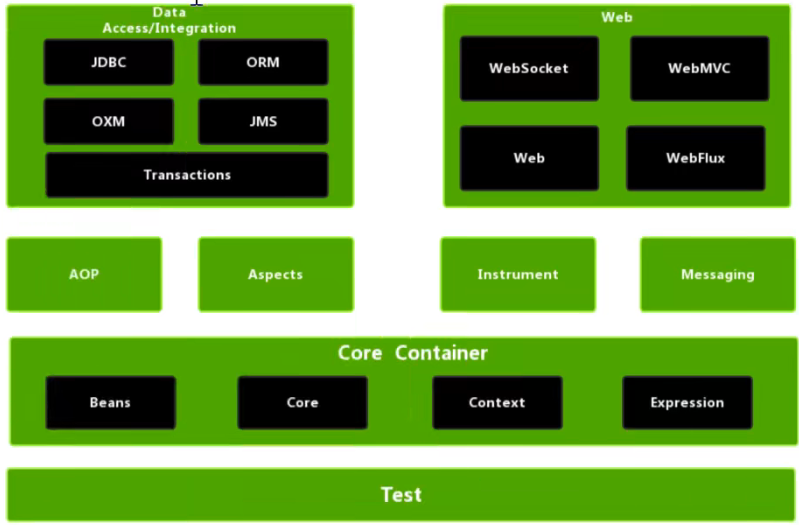 Data
Access/Integration
JDBC
ORM
OXM
JMS
Transactions
Web
WebSocket
WebMVC
Web
WebFlux
AOP
Aspects
Instrument
Messaging
Core Container
Beans
Core
Context
Expression
Test